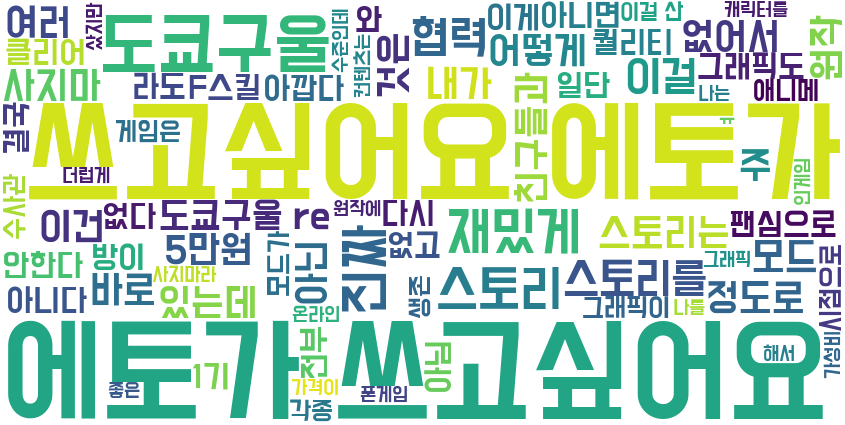 여러 샀지만 도쿄구울 수준인데 와 협력 이게아니면 이걸 산 캐릭터를
클리어 컨텐츠는 것은 어떻게 퀄리티 없어서 원작
사지마 라도F스킬 아깝다 내가 일단 이걸 그래픽도
결국 게임은 친구들과 나는 애니메
쓰고싶어요 에토가
더럽게 ㅠ 주 인게임
수사관 이건 없다 도쿄구울 re 원작에 다시 재밌게 스토리는 팬심으로
안한다 방이 5만원 모드가 아닌 진짜 없고 그래픽 모드
사지마라 시점으로
아니다 바로 있는데 생존 스토리 스토리를 정도로
온라인 그래픽이 나를
에토가 쓰고싶어요
전부 아님 해서 가성비
1기 가격이
좋은 각종 폰게임